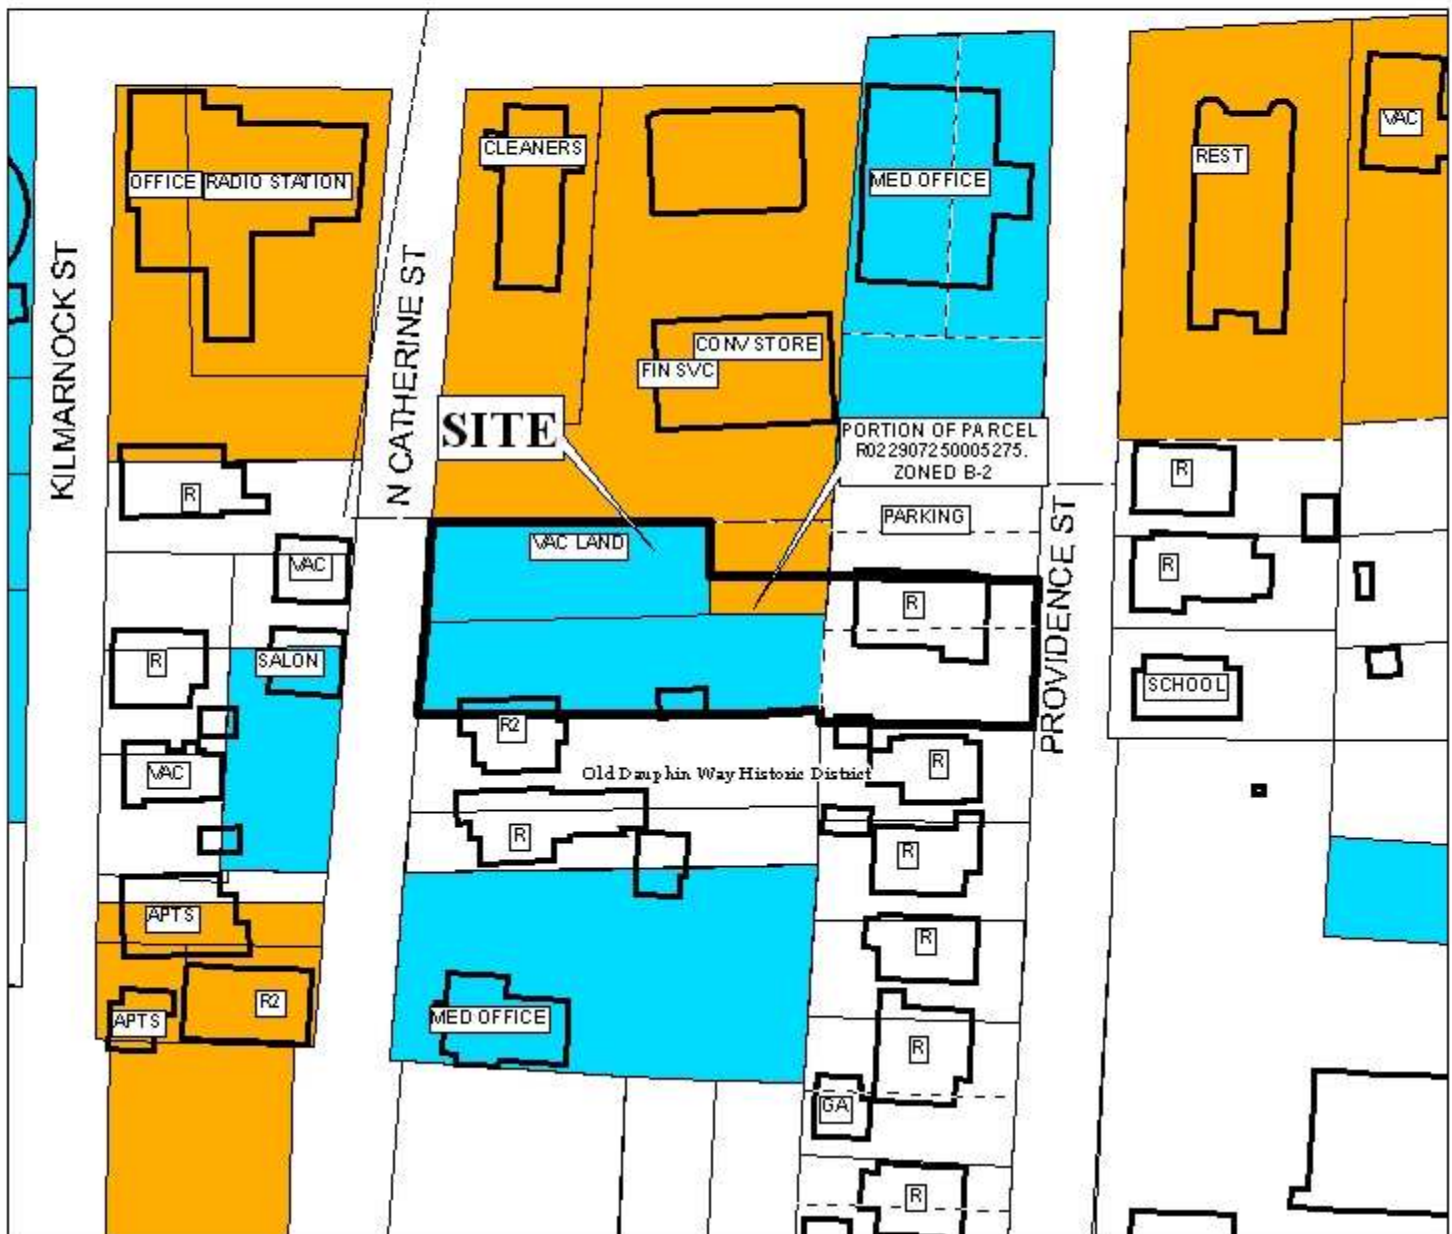 VAC
CLEANERS
REST
OFFICE
RADIO STATION
MED OFFICE
KILMARNOCK ST
N CATHERINE ST
CONV STORE
FIN SVC
SITE
PORTION OF PARCEL
R022907250005275.
ZONED B-2
R
R
PARKING
VAC LAND
VAC
R
R
PROVIDENCE ST
R
SALON
SCHOOL
R2
VAC
Old Dauphin Way Historic District
R
R
R
APTS
R
R2
APTS
MED OFFICE
R
GA
R